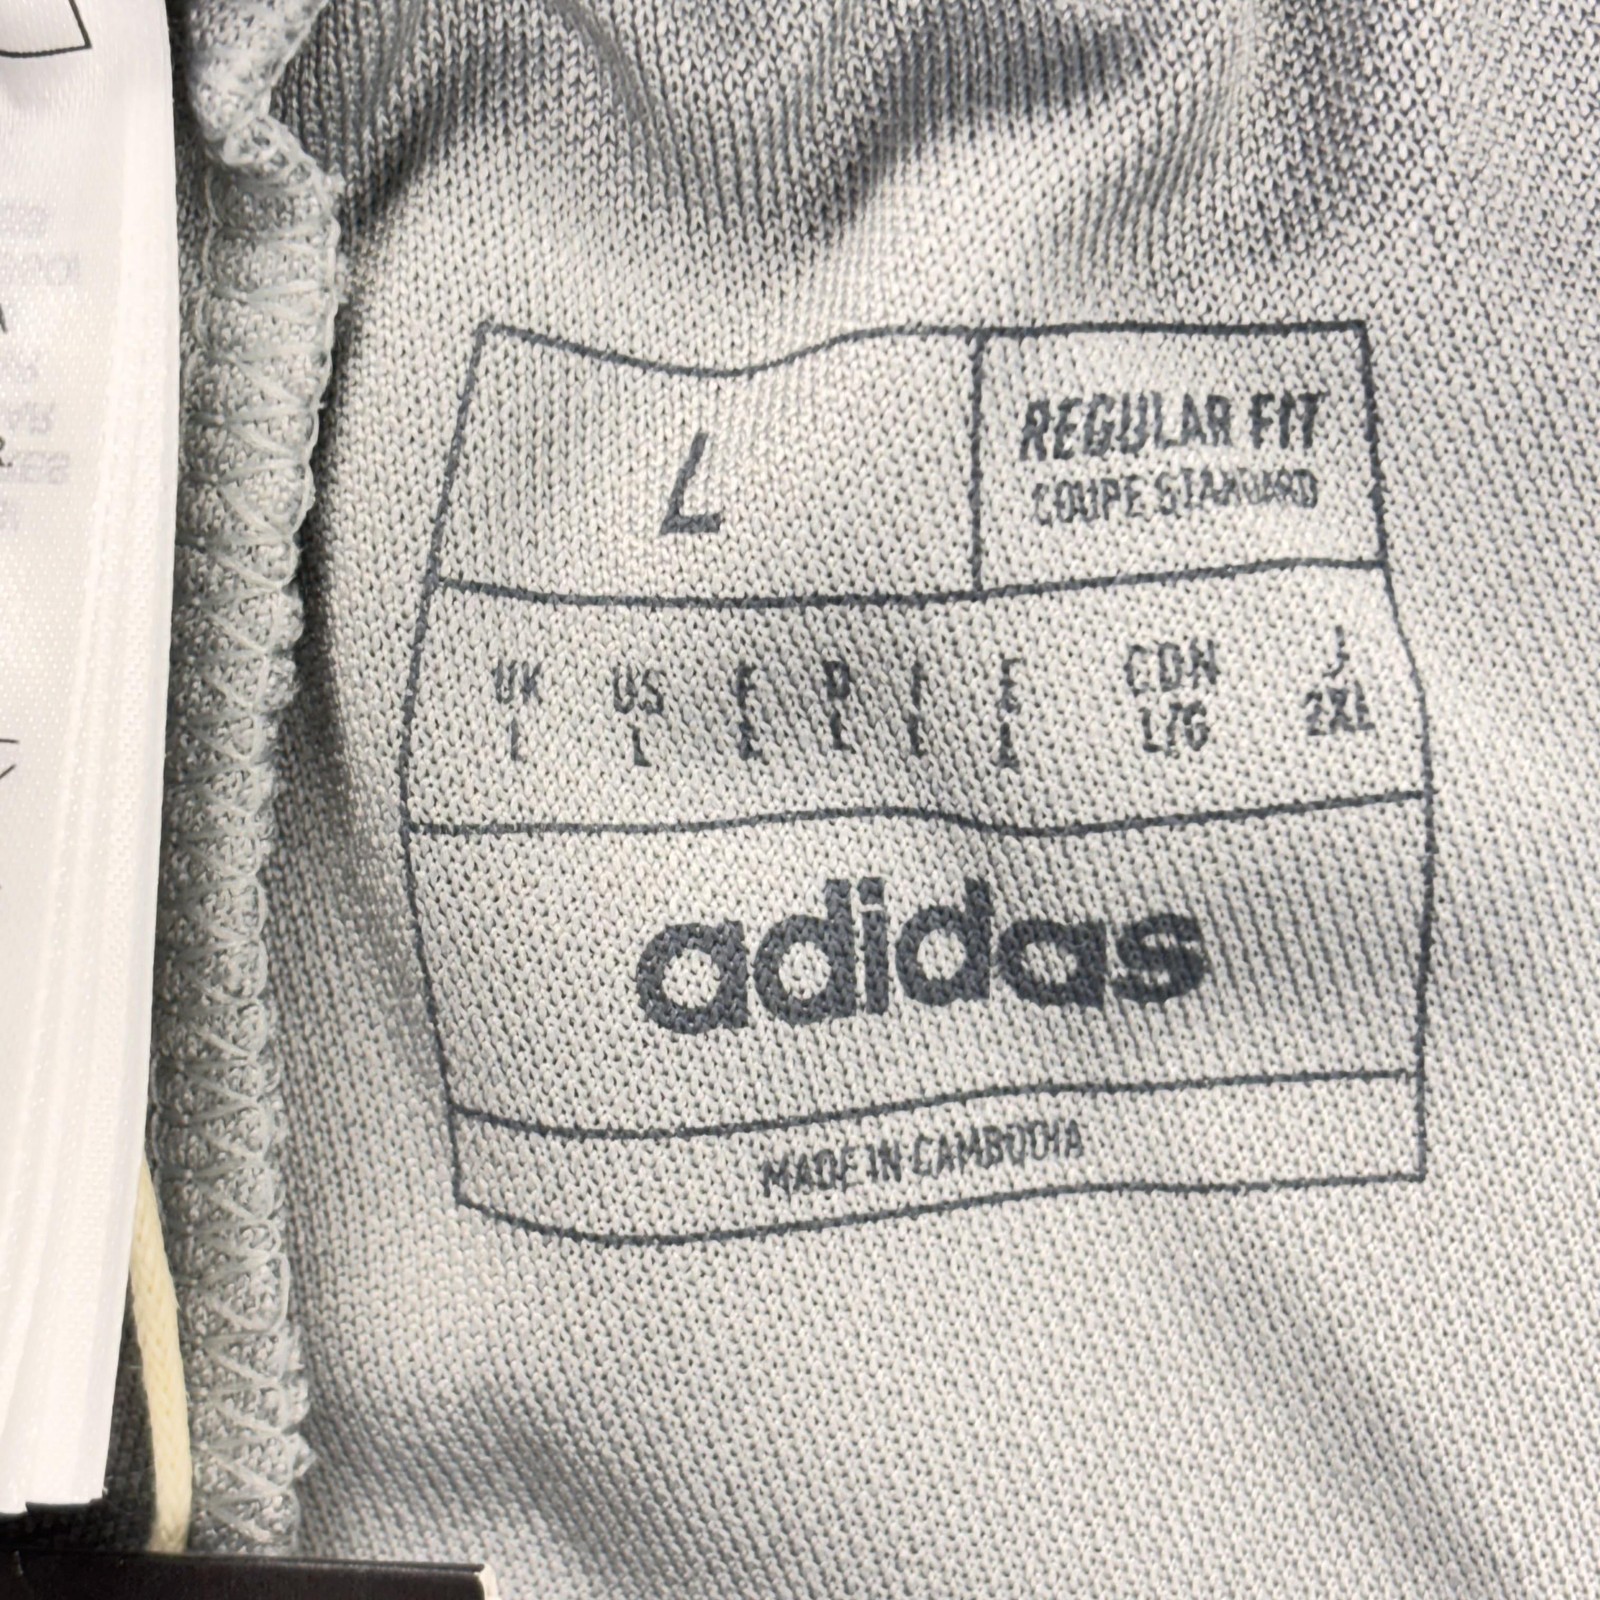 L
REGULAR FIT
COUPE STANDARD
UK US F D I E CDN J
L L L L L L L/G 2XL
adidas
MADE IN CAMBODIA